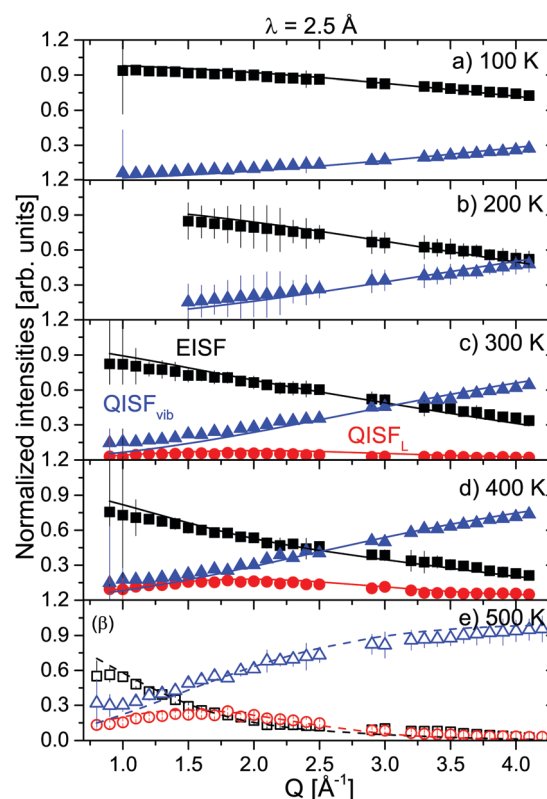 λ = 2.5 Å
a) 100 K
0.9
0.6
0.3
1.2
b) 200 K
0.9
0.6
0.3
1.2
c) 300 K
EISF
0.9
0.6
QISFvib
QISFL
0.3
1.2
d) 400 K
0.9
0.6
0.3
1.2
(β)
e) 500 K
0.9
0.6
0.3
0.0
1.0 1.5 2.0 2.5 3.0 3.5 4.0
Q [Å⁻¹]
Normalized intensities [arb. units]